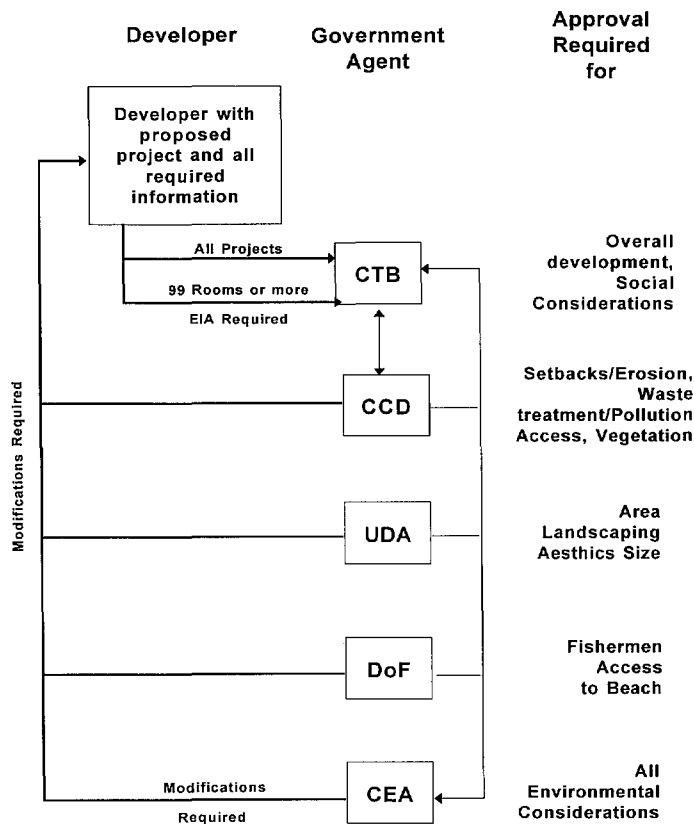 Developer
Government
Agent
Approval
Required
for
Developer with
proposed
project and all
required
information
All Projects
99 Rooms or more
EIA Required
CTB
Overall
development,
Social
Considerations
Modifications Required
CCD
Setbacks/Erosion,
Waste
treatment/Pollution
Access, Vegetation
UDA
Area
Landscaping
Aesthics Size
DoF
Fishermen
Access
to Beach
Modifications
Required
CEA
All
Environmental
Considerations